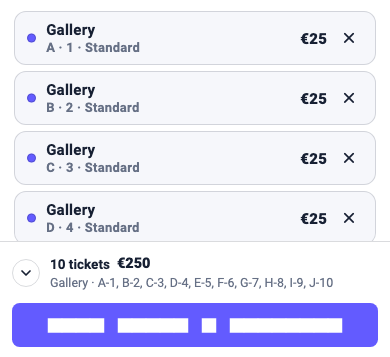 Gallery
A · 1 · Standard
€25
Gallery
B · 2 · Standard
€25
Gallery
C · 3 · Standard
€25
Gallery
D · 4 · Standard
€25
10 tickets €250
Gallery · A-1, B-2, C-3, D-4, E-5, F-6, G-7, H-8, I-9, J-10